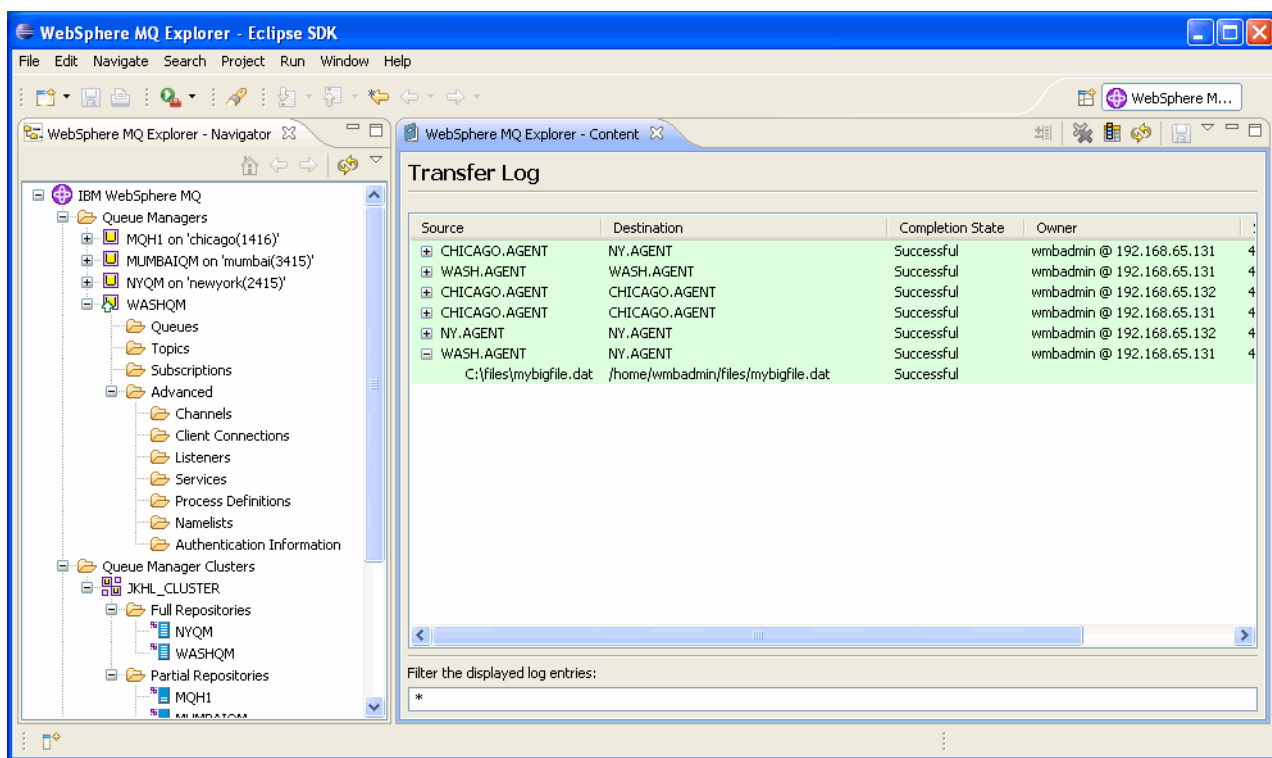 WebSphere MQ Explorer - Eclipse SDK
File Edit Navigate Search Project Run Window Help
WebSphere M...
WebSphere MQ Explorer - Navigator
IBM WebSphere MQ
Queue Managers
MQH1 on 'chicago(1416)'
MUMBAIQM on 'mumbai(3415)'
NYQM on 'newyork(2415)'
WASHQM
Queues
Topics
Subscriptions
Advanced
Channels
Client Connections
Listeners
Services
Process Definitions
Namelists
Authentication Information
Queue Manager Clusters
JKHL_CLUSTER
Full Repositories
NYQM
WASHQM
Partial Repositories
MQH1
MUMBAIQM
WebSphere MQ Explorer - Content
Transfer Log
Source Destination Completion State Owner
CHICAGO.AGENT NY.AGENT Successful wmbadmin @ 192.168.65.131 4
WASH.AGENT WASH.AGENT Successful wmbadmin @ 192.168.65.131 4
CHICAGO.AGENT CHICAGO.AGENT Successful wmbadmin @ 192.168.65.132 4
CHICAGO.AGENT CHICAGO.AGENT Successful wmbadmin @ 192.168.65.131 4
NY.AGENT NY.AGENT Successful wmbadmin @ 192.168.65.132 4
WASH.AGENT NY.AGENT Successful wmbadmin @ 192.168.65.131 4
C:\files\mybigfile.dat /home/wmbadmin/files/mybigfile.dat Successful
Filter the displayed log entries:
*